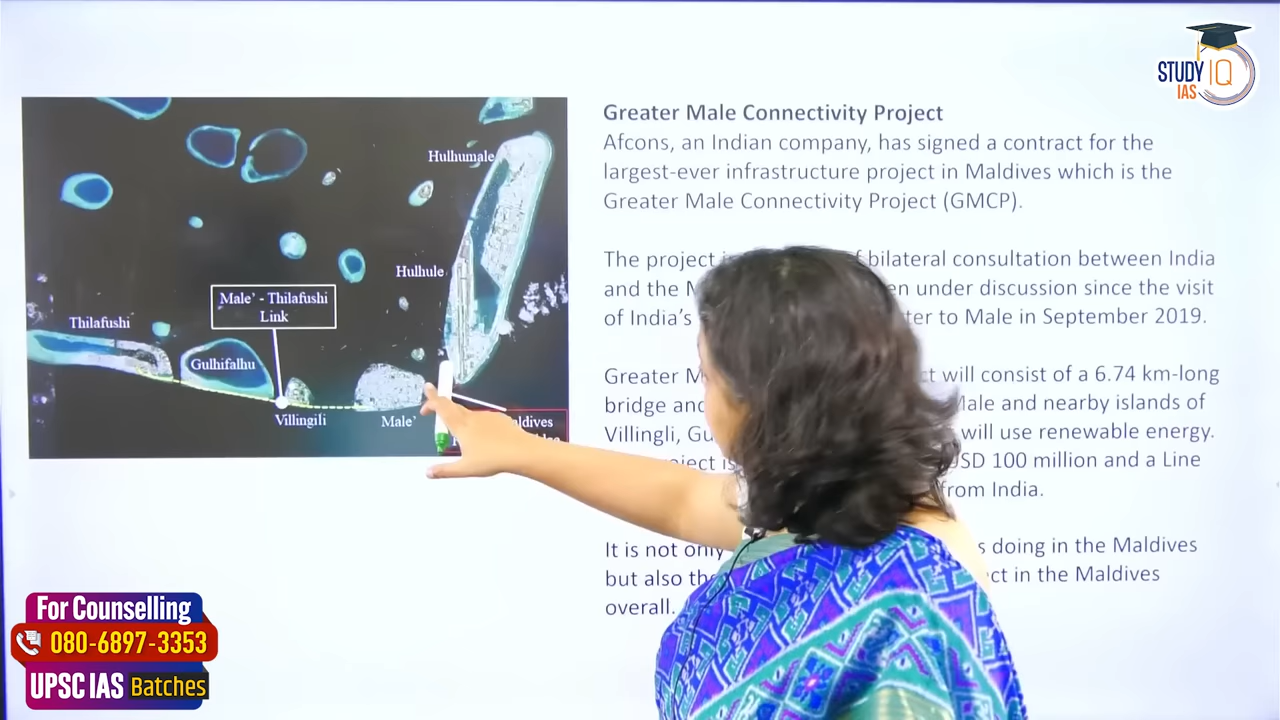 STUDY IQ
IAS
Greater Male Connectivity Project
Afcons, an Indian company, has signed a contract for the
largest-ever infrastructure project in Maldives which is the
Greater Male Connectivity Project (GMCP).
The project bilateral consultation between India
and the under discussion since the visit
of India's to Male in September 2019.
Greater will consist of a 6.74 km-long
bridge and Male and nearby islands of
Villingli, will use renewable energy.
USD 100 million and a Line
from India.
It is not only doing in the Maldives
but also in the Maldives
overall.
Hulhumale
Hulhule
Male' - Thilafushi
Link
Thilafushi
Gulhifalhu
Villingili
Male'
For Counselling
080-6897-3353
UPSC IAS Batches